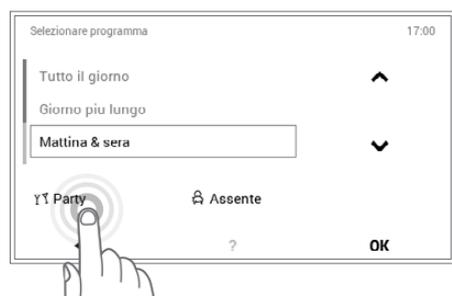 Selezionare programma 17:00
Tutto il giorno
Giorno piu lungo
Mattina & sera
Party Assente
? OK